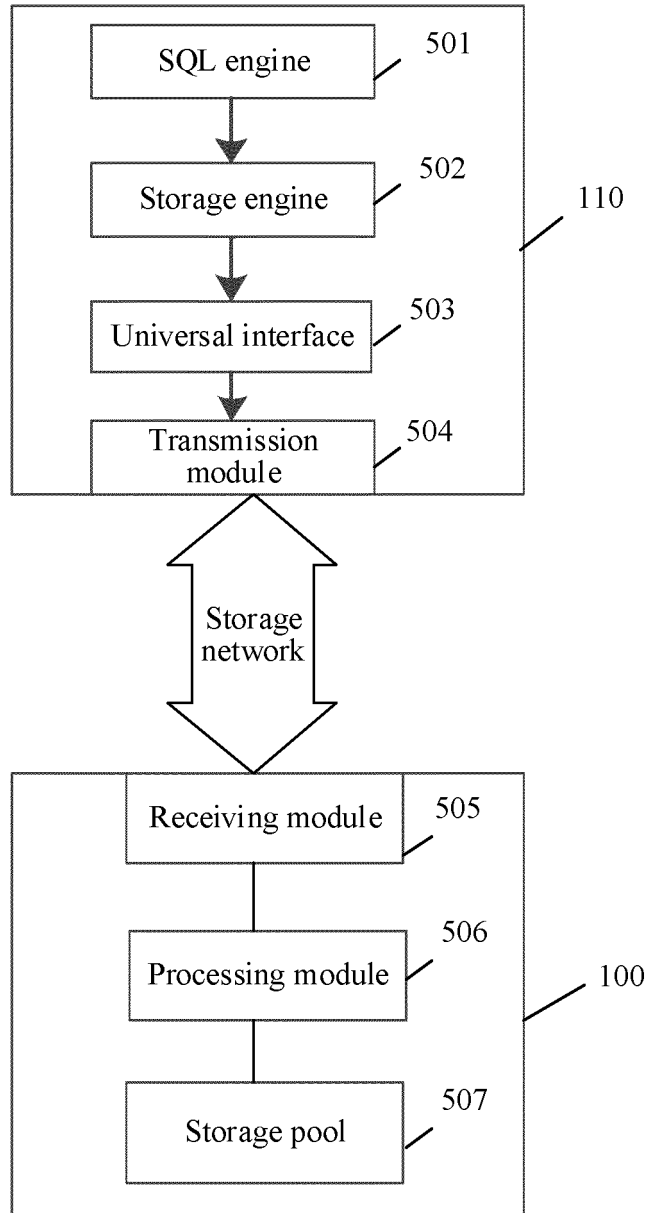 SQL engine
501
Storage engine
502
110
Universal interface
503
Transmission
module
504
Storage
network
Receiving module
505
Processing module
506
100
Storage pool
507